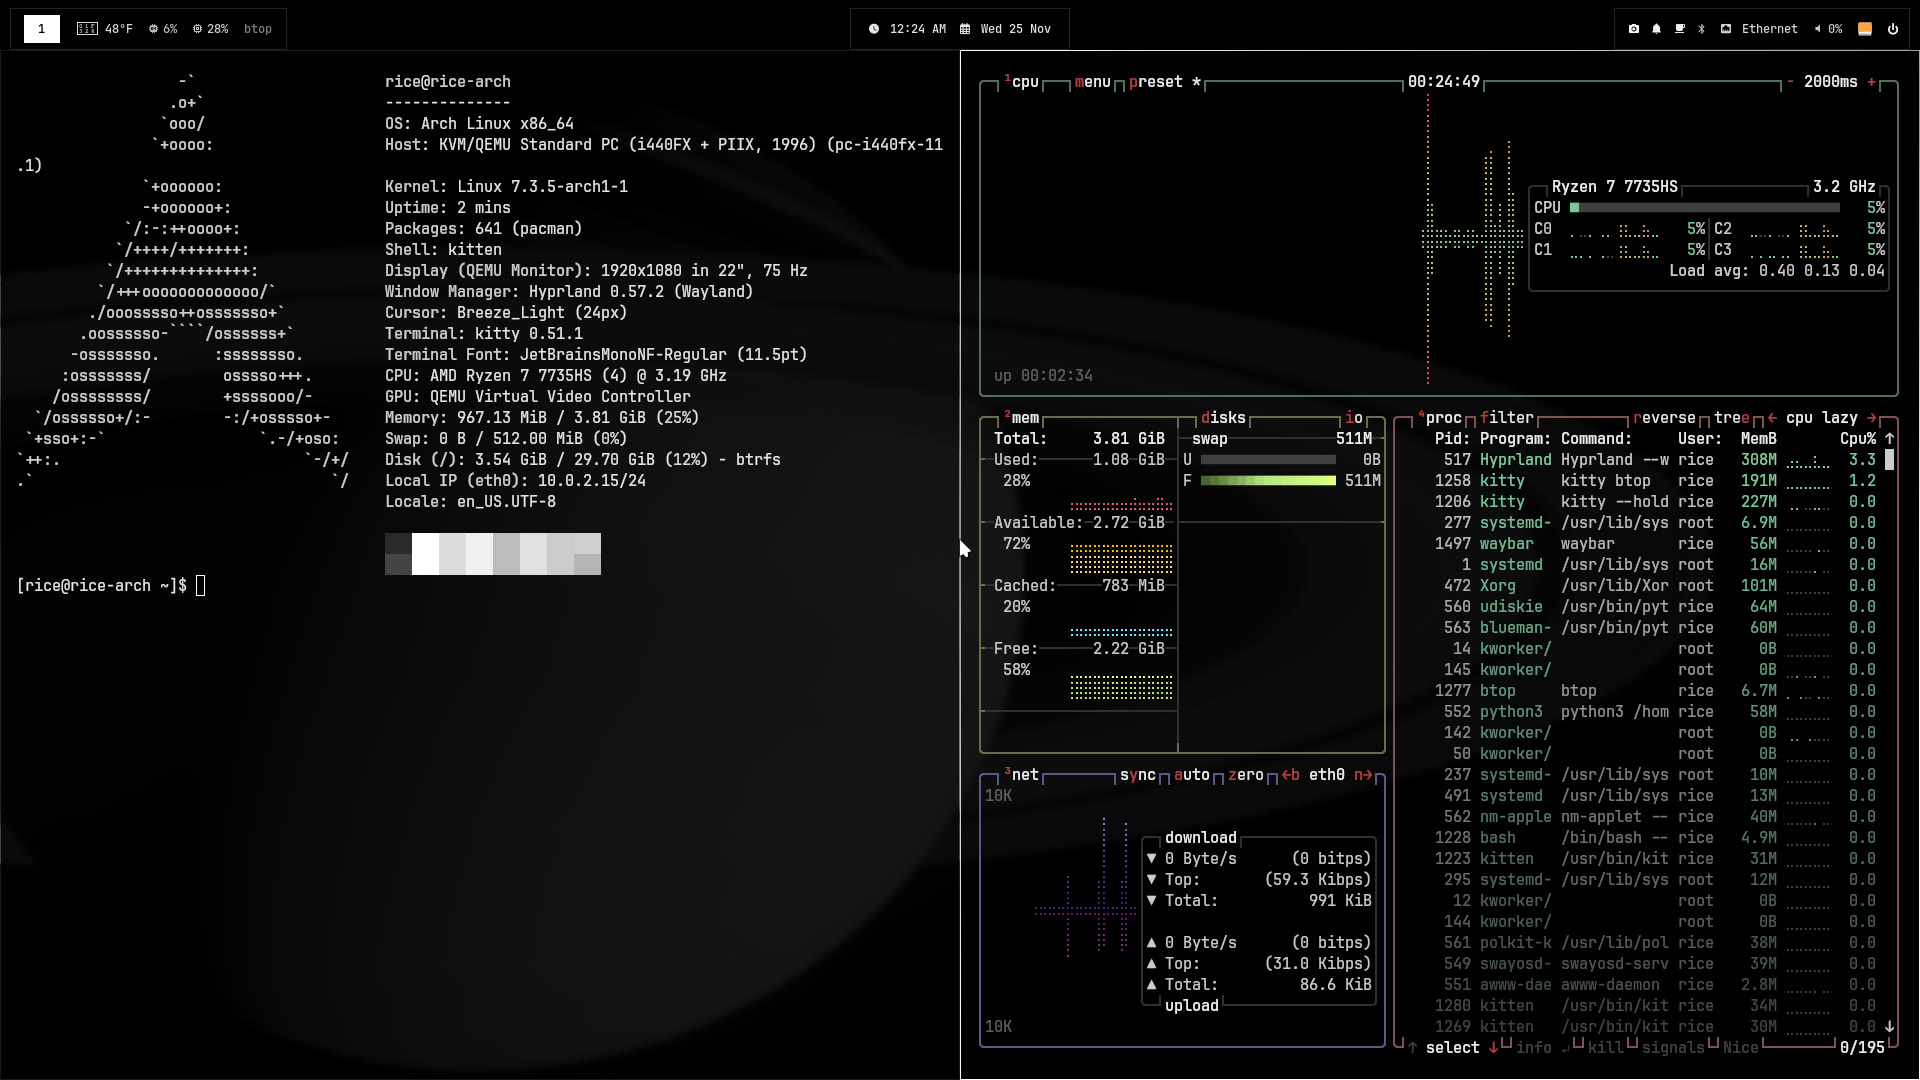 1 48°F 6% 28% btop
12:24 AM Wed 25 Nov
Ethernet 0%
-`
.o+`
`ooo/
`+oooo:
.1)
`+oooooo:
-+oooooo+:
`/:-:++oooo+:
`/++++/+++++++:
`/++++++++++++++:
`/+++ooooooooooooo/`
./ooosssso++osssssso+`
.oossssso-````/ossssss+`
-osssssso. :ssssssso.
:osssssss/ osssso+++.
/ossssssss/ +ssssooo/-
`/ossssso+/:- -:/+osssso+-
`+sso+:-` `.-/+oso:
`++:. `-/+/
.` `/
rice@rice-arch
--------------
OS: Arch Linux x86_64
Host: KVM/QEMU Standard PC (i440FX + PIIX, 1996) (pc-i440fx-11
Kernel: Linux 7.3.5-arch1-1
Uptime: 2 mins
Packages: 641 (pacman)
Shell: kitten
Display (QEMU Monitor): 1920x1080 in 22", 75 Hz
Window Manager: Hyprland 0.57.2 (Wayland)
Cursor: Breeze_Light (24px)
Terminal: kitty 0.51.1
Terminal Font: JetBrainsMonoNF-Regular (11.5pt)
CPU: AMD Ryzen 7 7735HS (4) @ 3.19 GHz
GPU: QEMU Virtual Video Controller
Memory: 967.13 MiB / 3.81 GiB (25%)
Swap: 0 B / 512.00 MiB (0%)
Disk (/): 3.54 GiB / 29.70 GiB (12%) - btrfs
Local IP (eth0): 10.0.2.15/24
Locale: en_US.UTF-8
[rice@rice-arch ~]$
¹cpu menu preset * 00:24:49 - 2000ms +
Ryzen 7 7735HS 3.2 GHz
CPU 5%
C0 5% C2 5%
C1 5% C3 5%
Load avg: 0.40 0.13 0.04
up 00:02:34
²mem disks io
Total: 3.81 GiB
Used: 1.08 GiB
28%
Available: 2.72 GiB
72%
Cached: 783 MiB
20%
Free: 2.22 GiB
58%
swap 511M
U 0B
F 511M
³net sync auto zero ←b eth0 n→
10K
download
▼ 0 Byte/s (0 bitps)
▼ Top: (59.3 Kibps)
▼ Total: 991 KiB
▲ 0 Byte/s (0 bitps)
▲ Top: (31.0 Kibps)
▲ Total: 86.6 KiB
upload
10K
⁴proc filter reverse tree ← cpu lazy →
Pid: Program: Command: User: MemB Cpu% ↑
517 Hyprland Hyprland --w rice 308M 3.3
1258 kitty kitty btop rice 191M 1.2
1206 kitty kitty --hold rice 227M 0.0
277 systemd- /usr/lib/sys root 6.9M 0.0
1497 waybar waybar rice 56M 0.0
1 systemd /usr/lib/sys root 16M 0.0
472 Xorg /usr/lib/Xor rice 101M 0.0
560 udiskie /usr/bin/pyt rice 64M 0.0
563 blueman- /usr/bin/pyt rice 60M 0.0
14 kworker/ root 0B 0.0
145 kworker/ root 0B 0.0
1277 btop btop rice 6.7M 0.0
552 python3 python3 /hom rice 58M 0.0
142 kworker/ root 0B 0.0
50 kworker/ root 0B 0.0
237 systemd- /usr/lib/sys root 10M 0.0
491 systemd /usr/lib/sys rice 13M 0.0
562 nm-apple nm-applet -- rice 40M 0.0
1228 bash /bin/bash -- rice 4.9M 0.0
1223 kitten /usr/bin/kit rice 31M 0.0
295 systemd- /usr/lib/sys root 12M 0.0
12 kworker/ root 0B 0.0
144 kworker/ root 0B 0.0
561 polkit-k /usr/lib/pol rice 38M 0.0
549 swayosd- swayosd-serv rice 39M 0.0
551 awww-dae awww-daemon rice 2.8M 0.0
1280 kitten /usr/bin/kit rice 34M 0.0
1269 kitten /usr/bin/kit rice 30M 0.0 ↓
↑ select ↓ info ↵ kill signals Nice 0/195